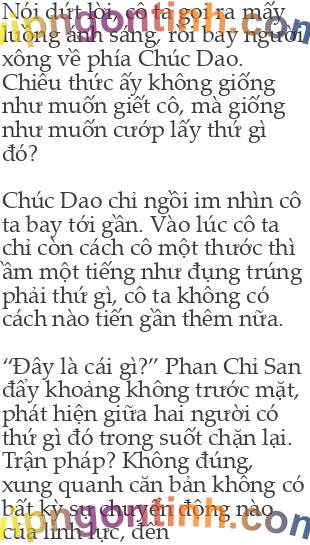 Nói dứt lời, cô ta gọi ra mấy
luồng ánh sáng, rồi bay người
xông về phía Chúc Dao.
Chiêu thức ấy không giống
như muốn giết cô, mà giống
như muốn cướp lấy thứ gì
đó?
Chúc Dao chỉ ngồi im nhìn cô
ta bay tới gần. Vào lúc cô ta
chỉ còn cách cô một thước thì
ầm một tiếng như đụng trúng
phải thứ gì, cô ta không có
cách nào tiến gần thêm nữa.
“Đây là cái gì?” Phan Chỉ San
đẩy khoảng không trước mặt,
phát hiện giữa hai người có
thứ gì đó trong suốt chặn lại.
Trận pháp? Không đúng,
xung quanh căn bản không có
bất kỳ sự chuyển động nào
của linh lực, đến
vipngontinh.com
vipngontinh.com